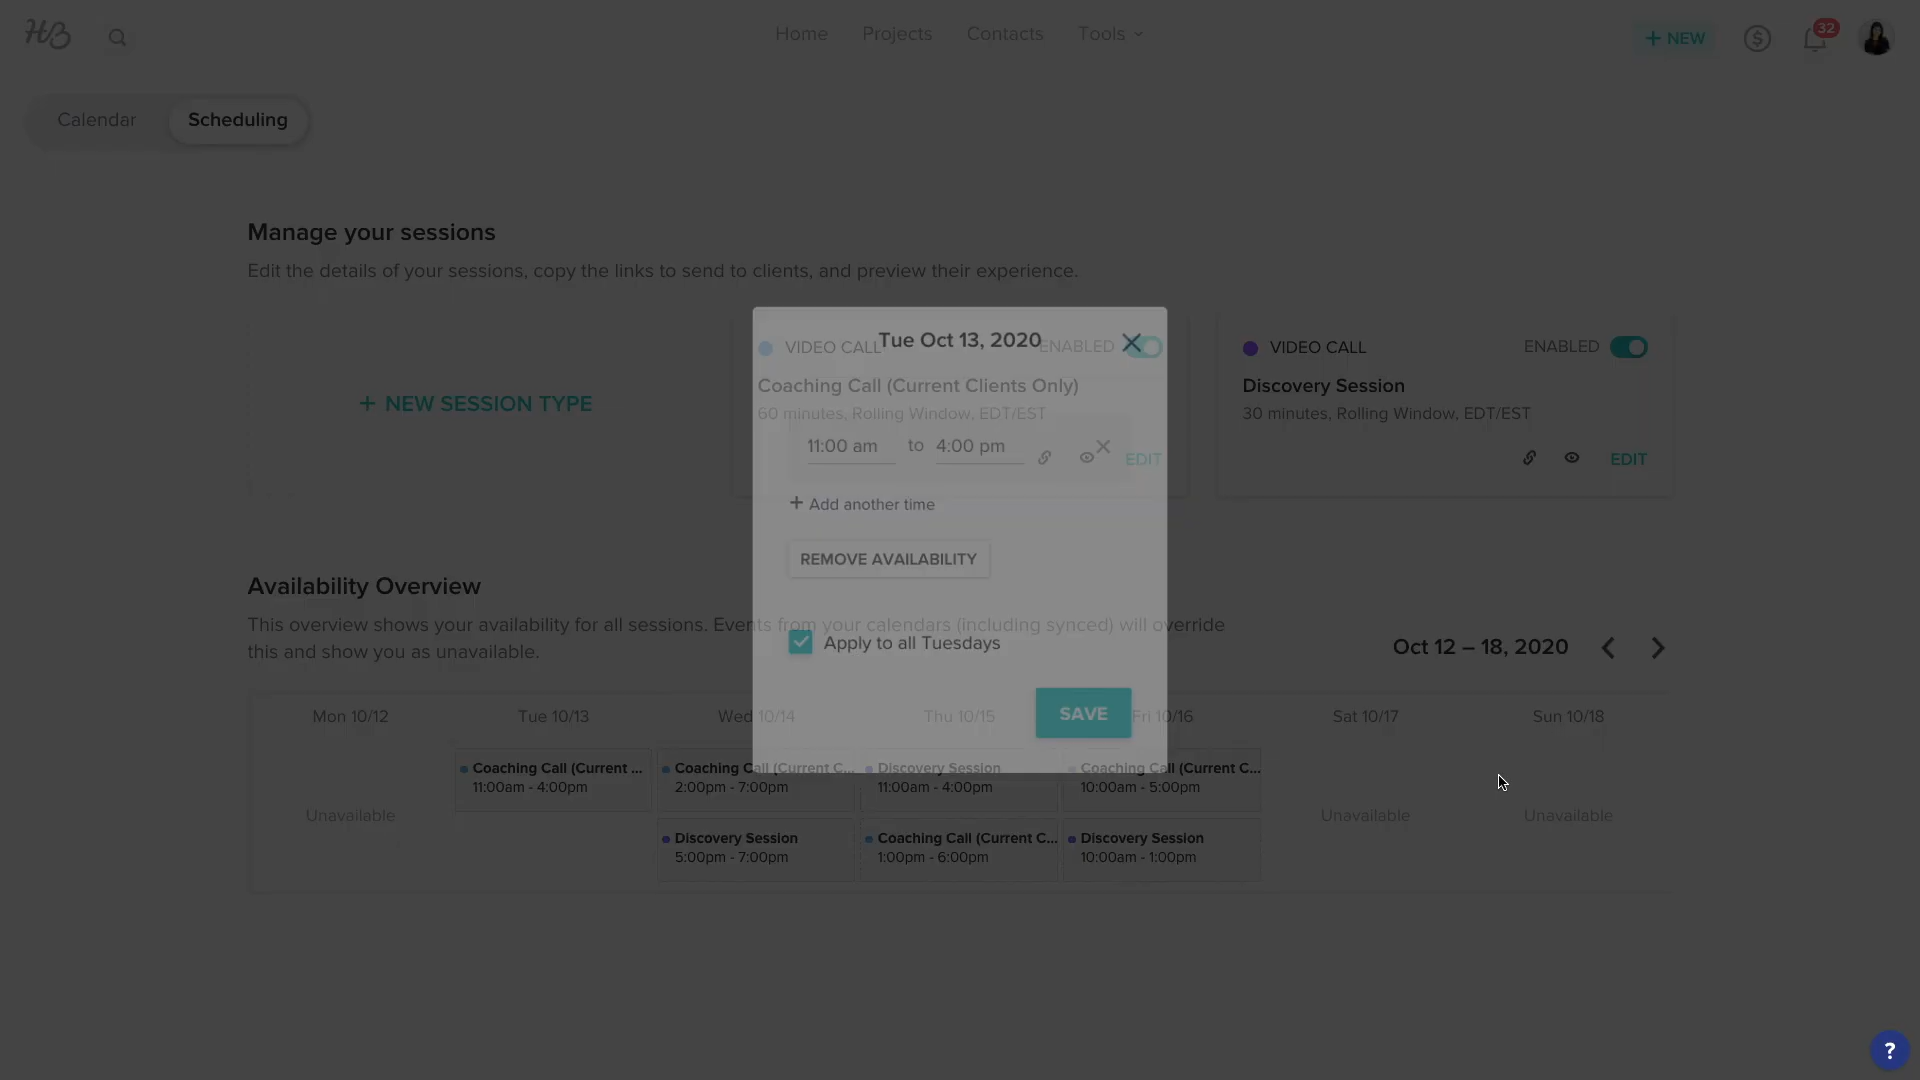 HB
Home
Projects
Contacts
Tools
+ NEW
32
Calendar
Scheduling
Manage your sessions
Edit the details of your sessions, copy the links to send to clients, and preview their experience.
+ NEW SESSION TYPE
VIDEO CALL
ENABLED
Coaching Call (Current Clients Only)
60 minutes, Rolling Window, EDT/EST
EDIT
VIDEO CALL
ENABLED
Discovery Session
30 minutes, Rolling Window, EDT/EST
EDIT
Tue Oct 13, 2020
11:00 am to 4:00 pm
+ Add another time
REMOVE AVAILABILITY
Apply to all Tuesdays
SAVE
Availability Overview
This overview shows your availability for all sessions. Events from your calendars (including synced) will override
this and show you as unavailable.
Oct 12 – 18, 2020
Mon 10/12
Tue 10/13
Wed 10/14
Thu 10/15
Fri 10/16
Sat 10/17
Sun 10/18
Unavailable
Coaching Call (Current ...
11:00am - 4:00pm
Coaching Call (Current C...
2:00pm - 7:00pm
Discovery Session
5:00pm - 7:00pm
Discovery Session
11:00am - 4:00pm
Coaching Call (Current C...
1:00pm - 6:00pm
Coaching Call (Current C...
10:00am - 5:00pm
Discovery Session
10:00am - 1:00pm
Unavailable
Unavailable
?